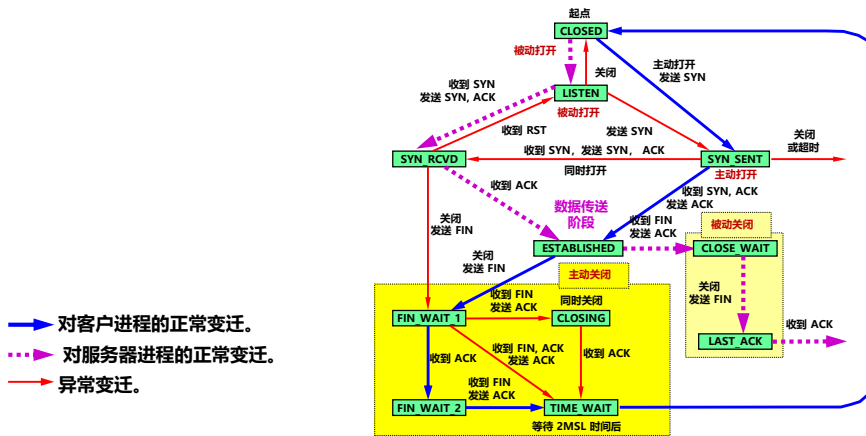 起点
CLOSED
被动打开
关闭
主动打开
发送 SYN
LISTEN
被动打开
收到 SYN
发送 SYN, ACK
收到 RST
发送 SYN
收到 SYN，发送 SYN， ACK
同时打开
SYN_RCVD
SYN_SENT
主动打开
关闭
或超时
收到 ACK
收到 SYN, ACK
发送 ACK
关闭
发送 FIN
数据传送
阶段
ESTABLISHED
收到 FIN
发送 ACK
被动关闭
CLOSE_WAIT
关闭
发送 FIN
主动关闭
关闭
发送 FIN
LAST_ACK
收到 ACK
FIN_WAIT_1
收到 FIN
发送 ACK
同时关闭
CLOSING
收到 ACK
收到 FIN, ACK
发送 ACK
收到 ACK
FIN_WAIT_2
收到 FIN
发送 ACK
TIME_WAIT
等待 2MSL 时间后
对客户进程的正常变迁。
对服务器进程的正常变迁。
异常变迁。